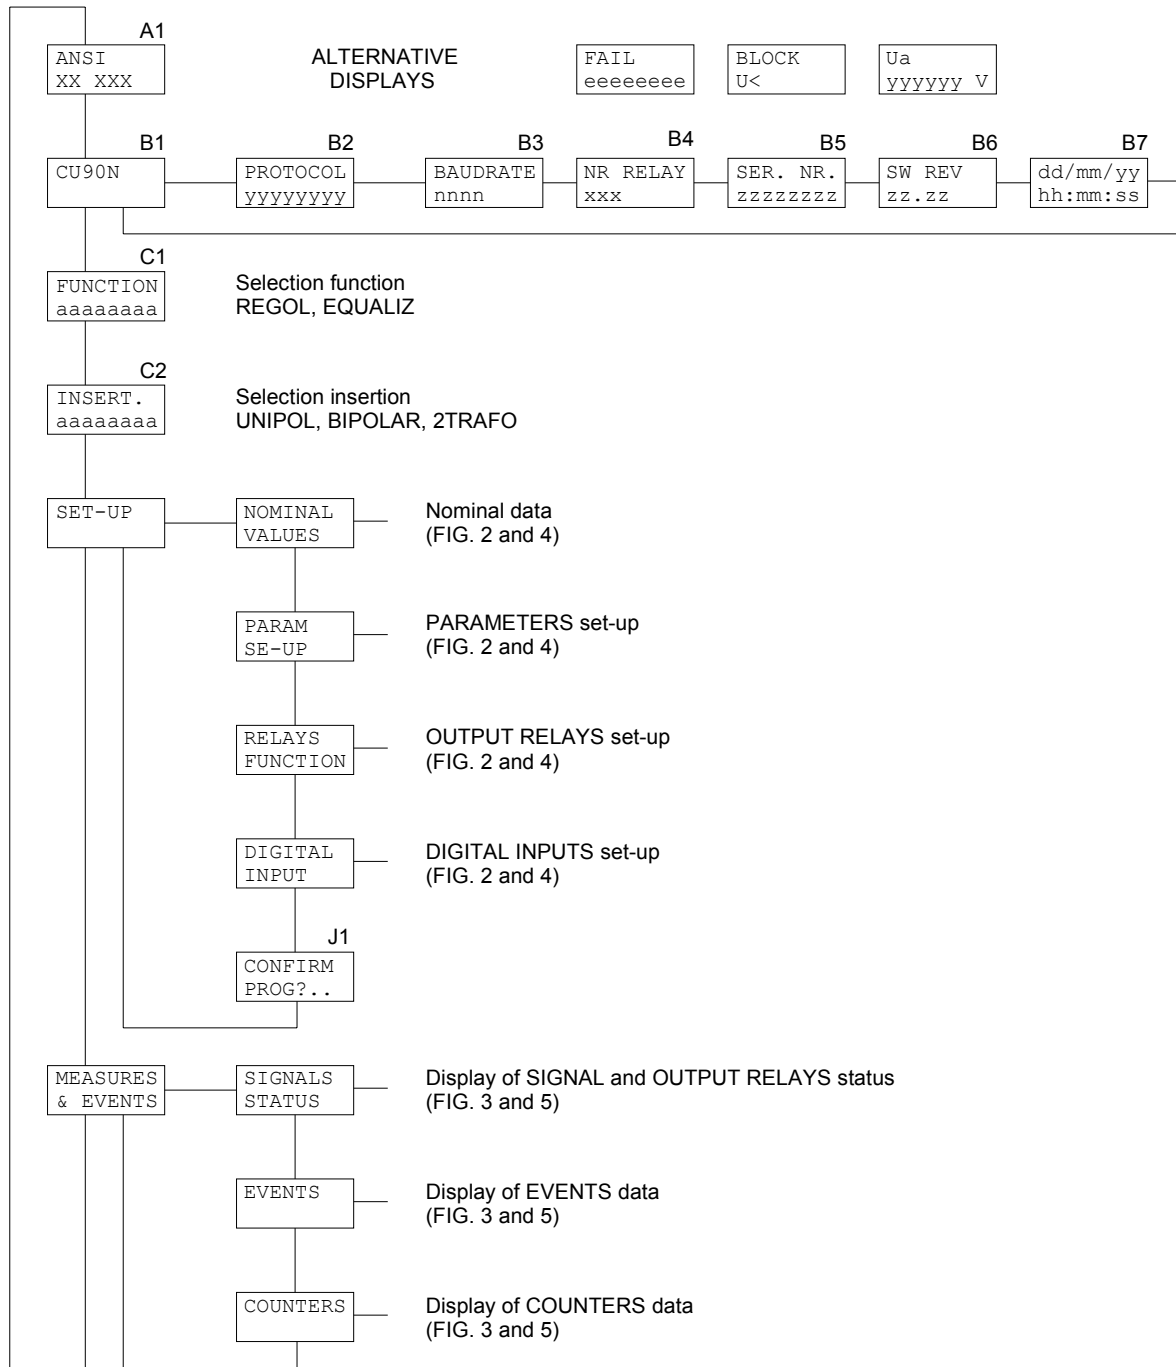 A1
ANSI
XX XXX
ALTERNATIVE
DISPLAYS
FAIL
eeeeeeee
BLOCK
U<
Ua
yyyyyy V
B1
CU90N
B2
PROTOCOL
yyyyyyyy
B3
BAUDRATE
nnnn
B4
NR RELAY
xxx
B5
SER. NR.
zzzzzzzz
B6
SW REV
zz.zz
B7
dd/mm/yy
hh:mm:ss
C1
FUNCTION
aaaaaaaa
Selection function
REGOL, EQUALIZ
C2
INSERT.
aaaaaaaa
Selection insertion
UNIPOL, BIPOLAR, 2TRAFO
SET-UP
NOMINAL
VALUES
Nominal data
(FIG. 2 and 4)
PARAM
SE-UP
PARAMETERS set-up
(FIG. 2 and 4)
RELAYS
FUNCTION
OUTPUT RELAYS set-up
(FIG. 2 and 4)
DIGITAL
INPUT
DIGITAL INPUTS set-up
(FIG. 2 and 4)
J1
CONFIRM
PROG?..
MEASURES
& EVENTS
SIGNALS
STATUS
Display of SIGNAL and OUTPUT RELAYS status
(FIG. 3 and 5)
EVENTS
Display of EVENTS data
(FIG. 3 and 5)
COUNTERS
Display of COUNTERS data
(FIG. 3 and 5)